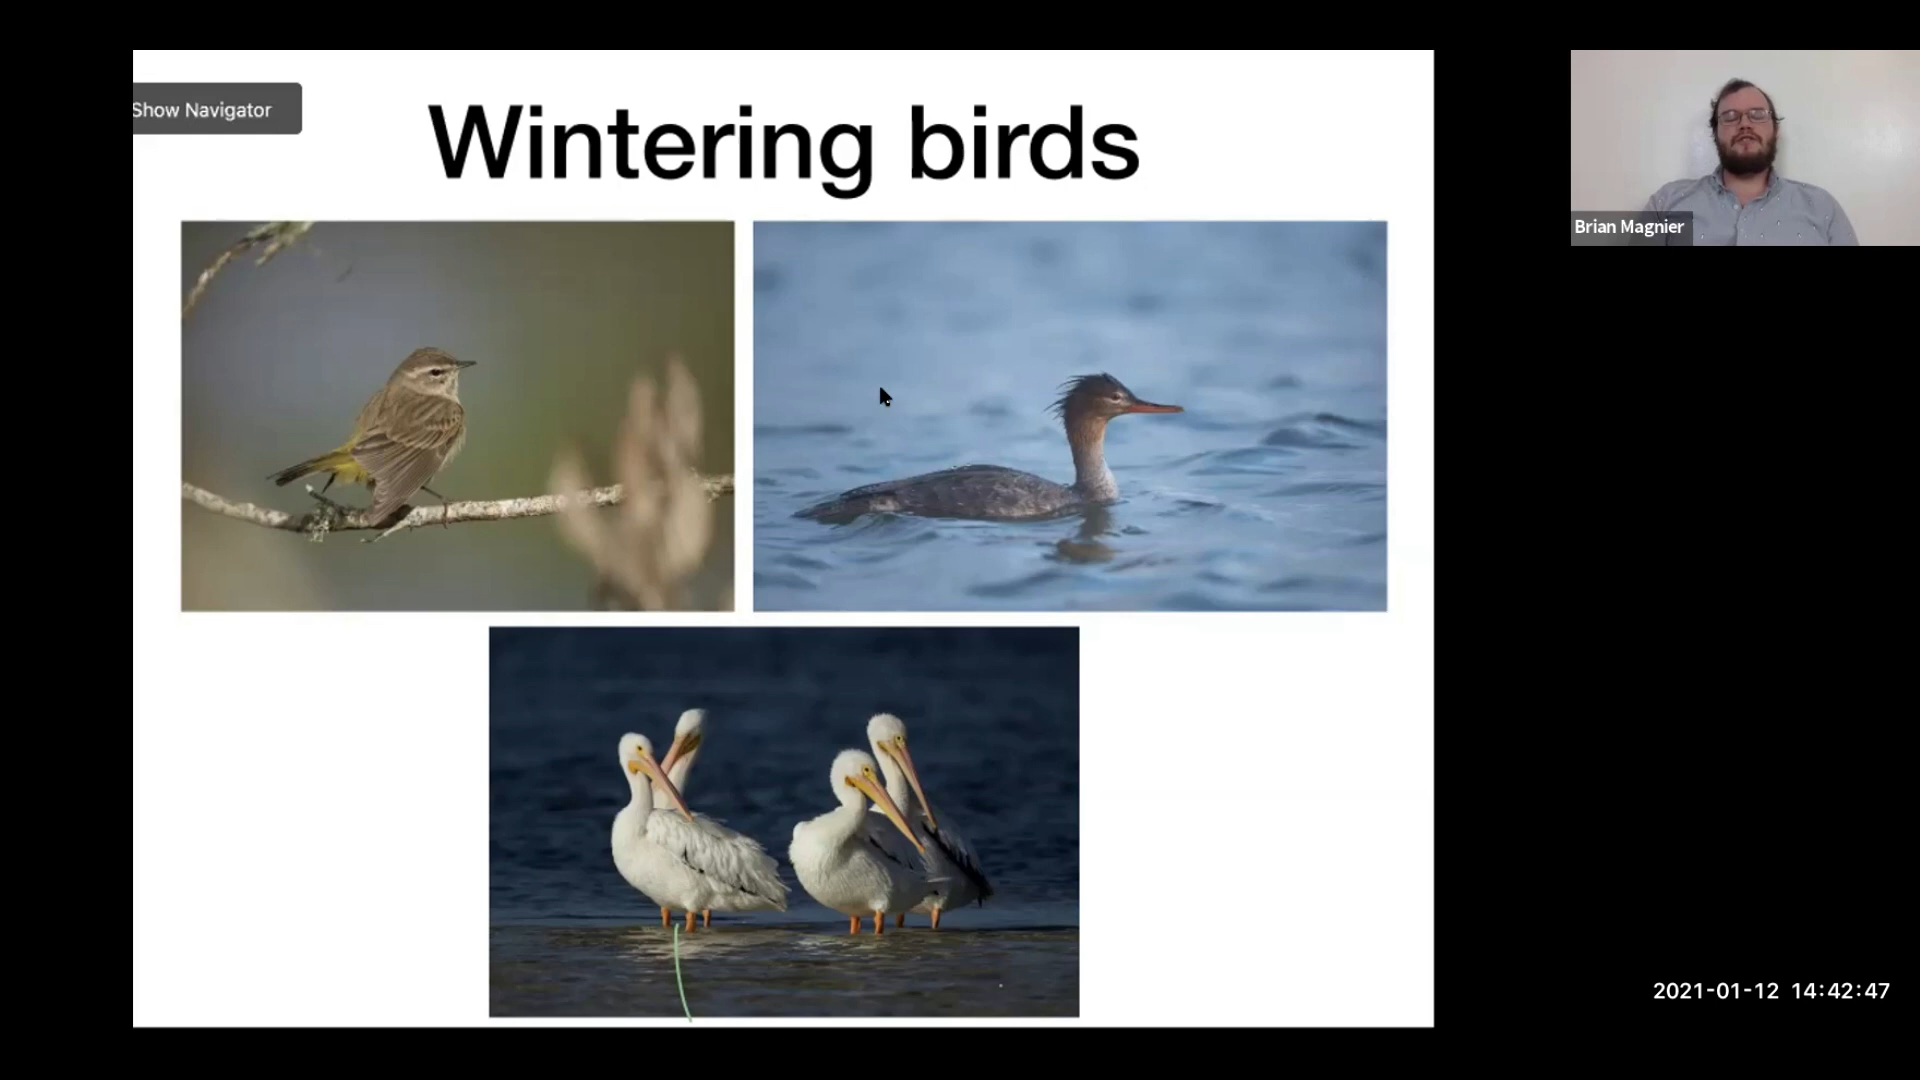 Show Navigator
Wintering birds
Brian Magnier
2021-01-12 14:42:47